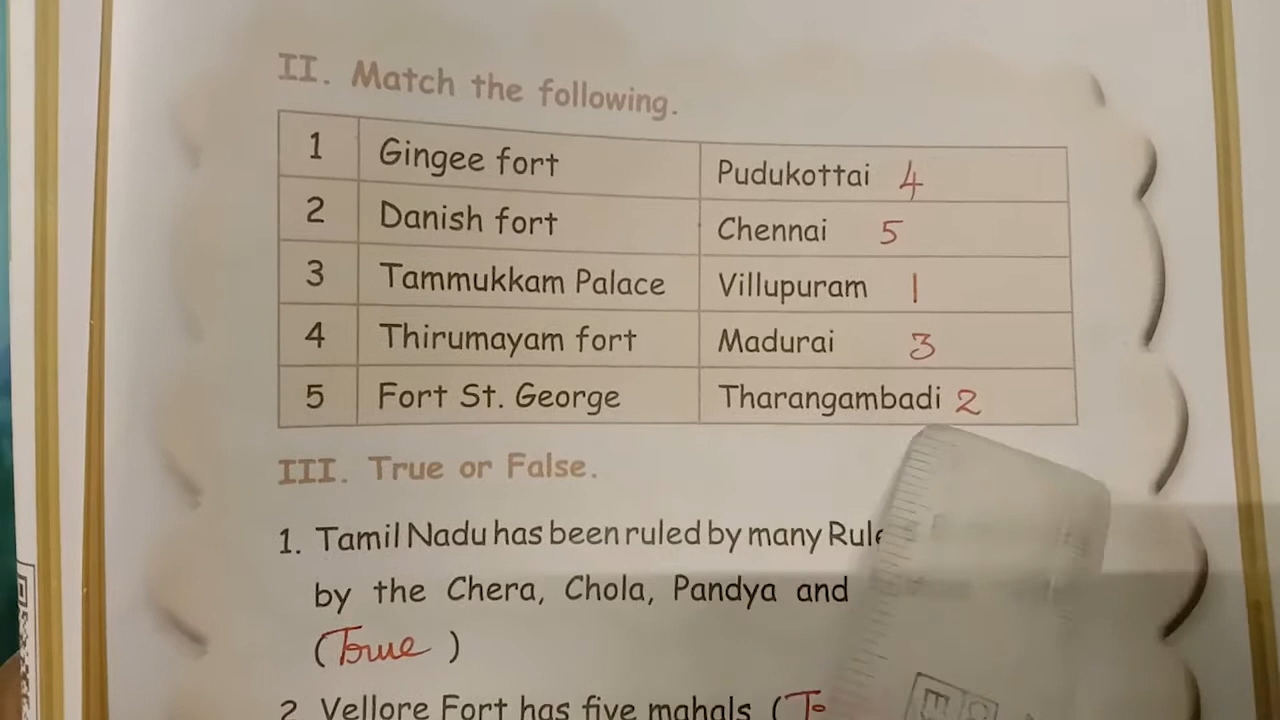 II. Match the following.
1 Gingee fort Pudukottai 4
2 Danish fort Chennai 5
3 Tammukkam Palace Villupuram 1
4 Thirumayam fort Madurai 3
5 Fort St. George Tharangambadi 2
III. True or False.
1. Tamil Nadu has been ruled by many
by the Chera, Chola, Pandya and
(True )
2 Vellore Fort has five mahals (